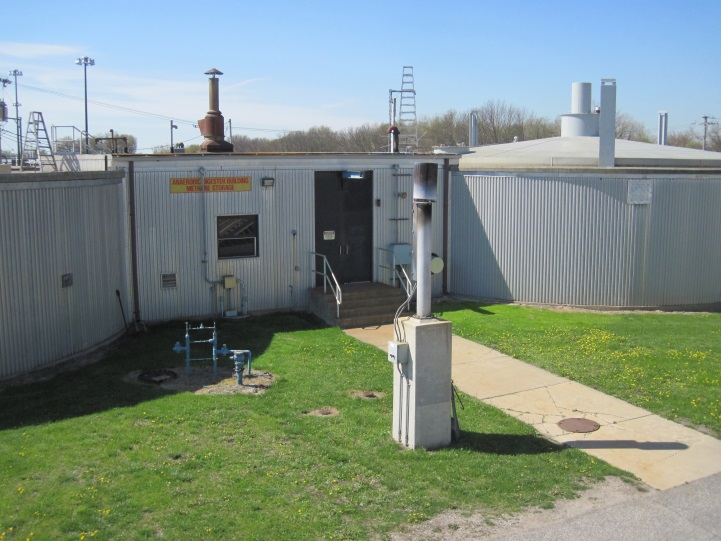 ANAEROBIC DIGESTER BUILDING
METHANE STORAGE